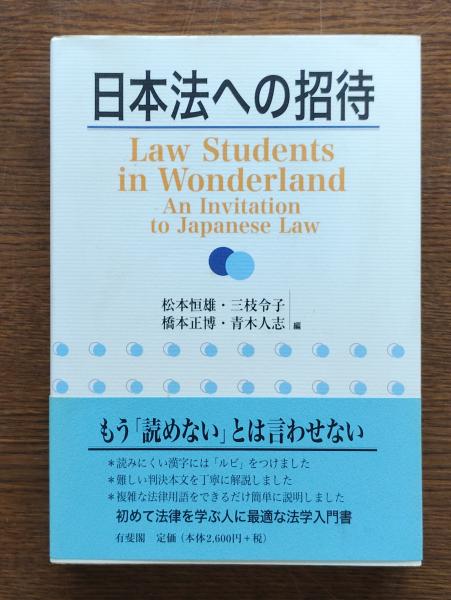 日本法への招待
Law Students
in Wonderland
An Invitation
to Japanese Law
松本恒雄・三枝令子
橋本正博・青木人志 編
もう「読めない」とは言わせない
*読みにくい漢字には「ルビ」をつけました
*難しい判決本文を丁寧に解説しました
*複雑な法律用語をできるだけ簡単に説明しました
初めて法律を学ぶ人に最適な法学入門書
有斐閣 定価(本体2,600円+税)